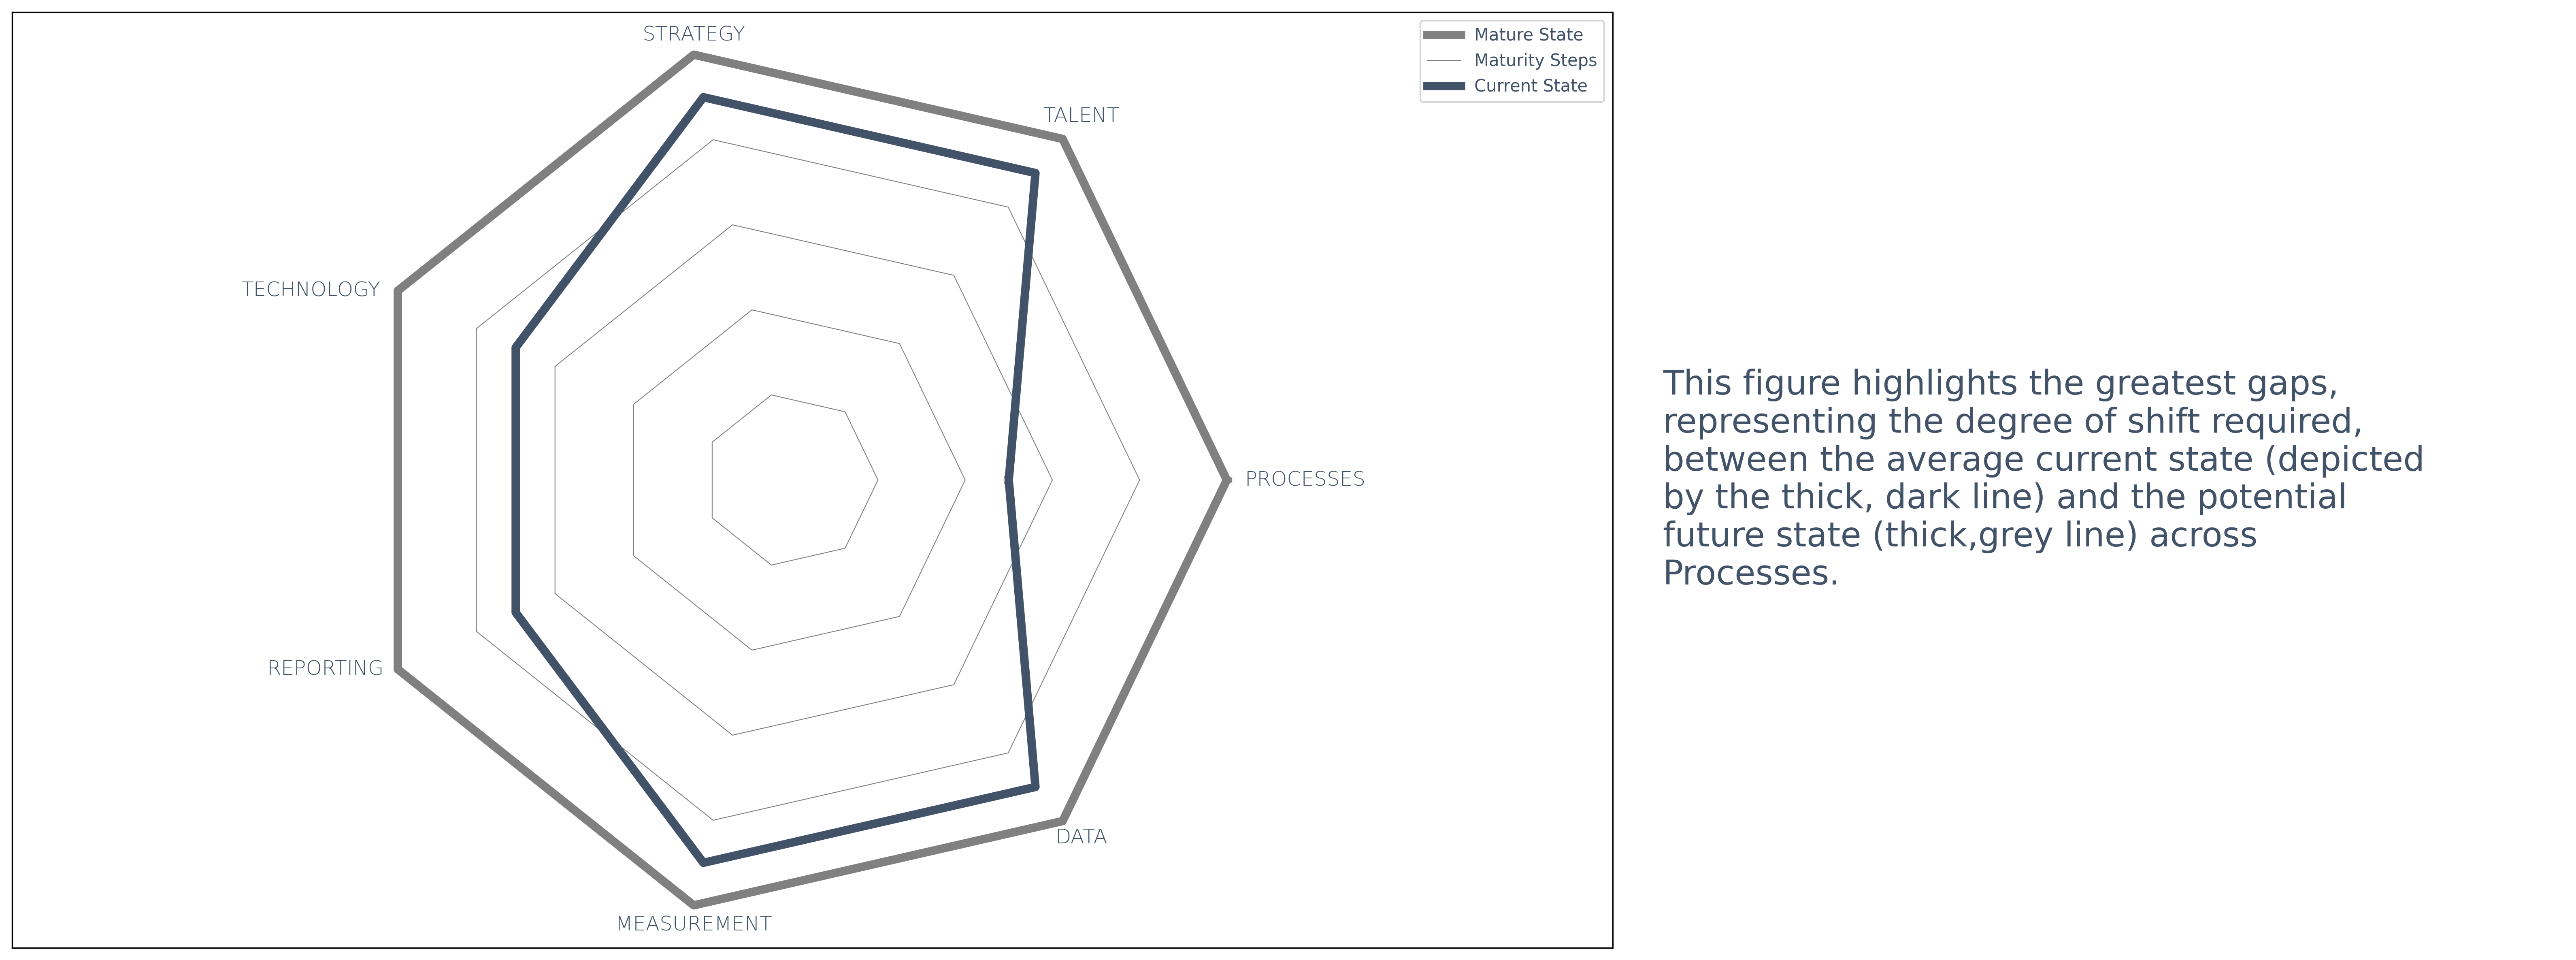 STRATEGY
Mature State
Maturity Steps
Current State
TALENT
TECHNOLOGY
PROCESSES
REPORTING
DATA
MEASUREMENT
This figure highlights the greatest gaps,
representing the degree of shift required,
between the average current state (depicted
by the thick, dark line) and the potential
future state (thick,grey line) across
Processes.